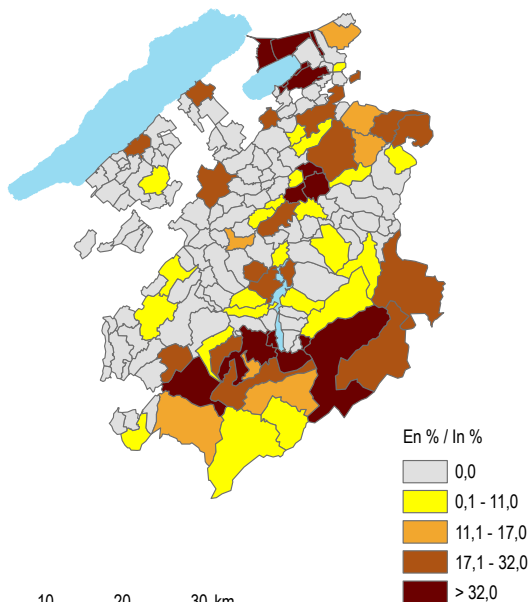 En % / In %
0,0
0,1 - 11,0
11,1 - 17,0
17,1 - 32,0
> 32,0
10 20 30 km